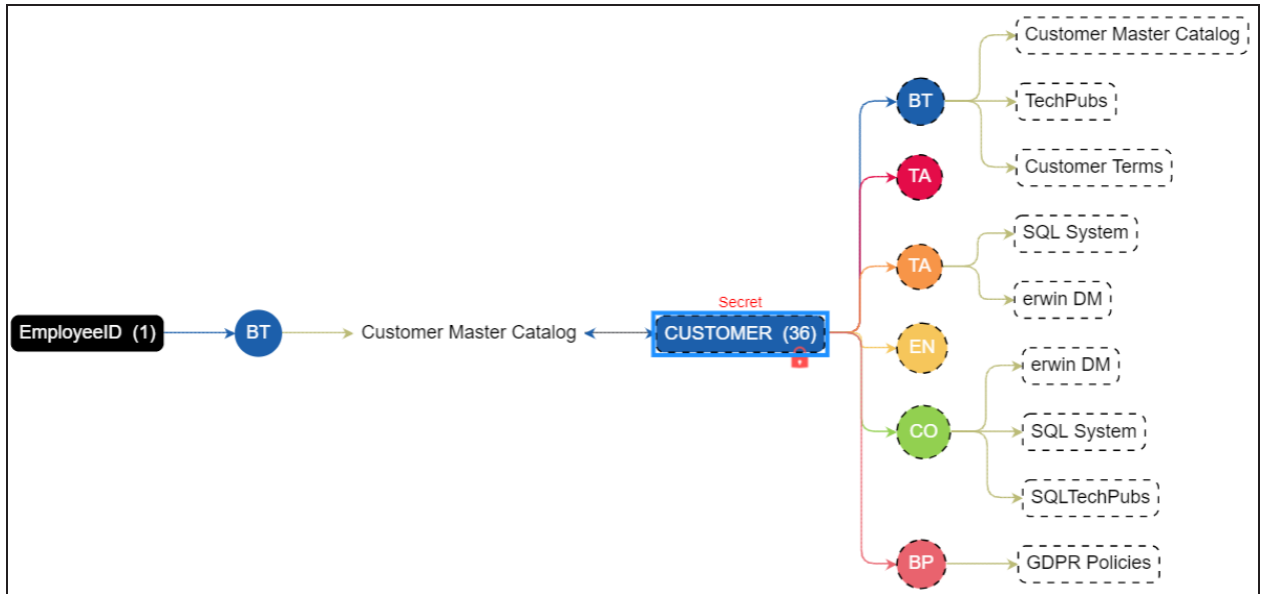 EmployeeID (1)
BT
Customer Master Catalog
Secret
CUSTOMER (36)
BT
Customer Master Catalog
TechPubs
Customer Terms
TA
TA
SQL System
erwin DM
EN
CO
erwin DM
SQL System
SQLTechPubs
BP
GDPR Policies